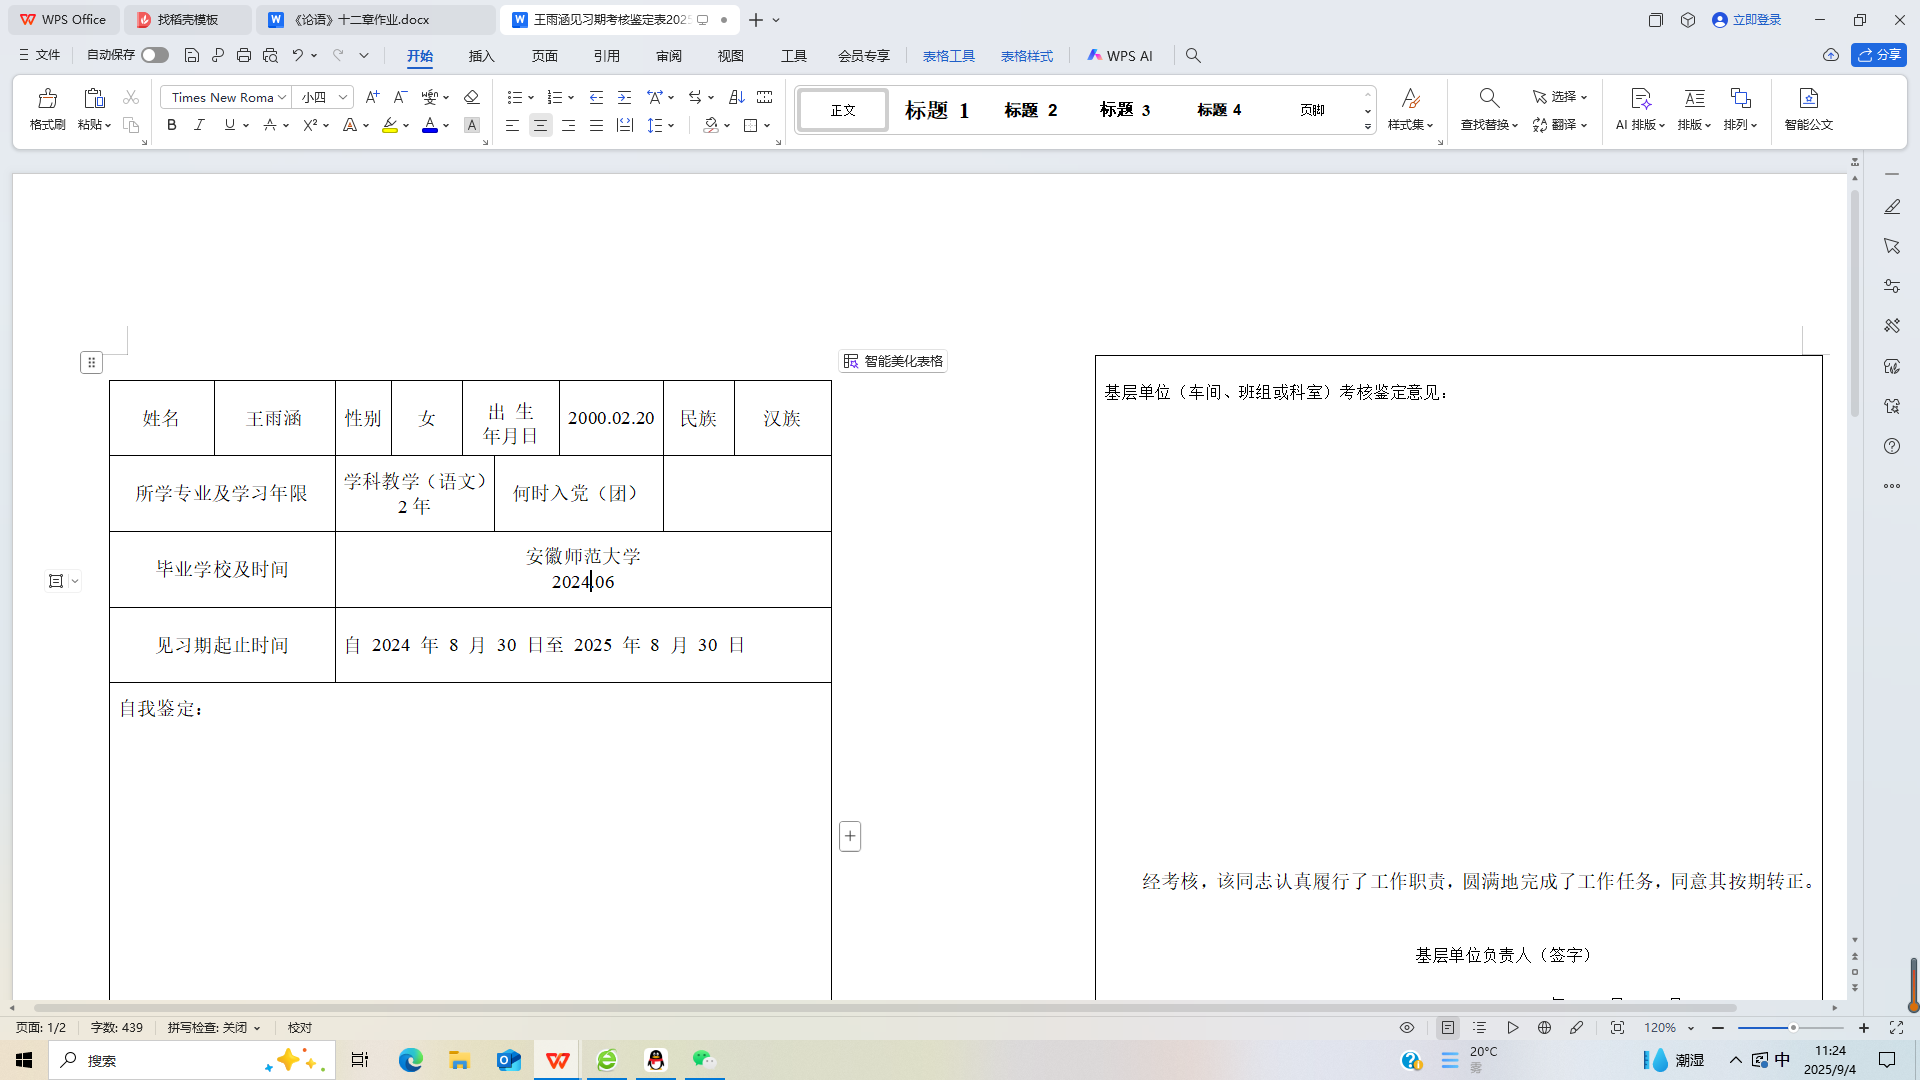 WPS Office
找稻壳模板
《论语》十二章作业.docx
王雨涵见习期考核鉴定表2025
立即登录
文件
自动保存
开始
插入
页面
引用
审阅
视图
工具
会员专享
表格工具
表格样式
WPS AI
分享
格式刷
粘贴
Times New Roma
小四
正文
标题 1
标题 2
标题 3
标题 4
页脚
样式集
查找替换
选择
翻译
AI 排版
排版
排列
智能公文
智能美化表格
姓名
王雨涵
性别
女
出 生
年月日
2000.02.20
民族
汉族
所学专业及学习年限
学科教学（语文）
2 年
何时入党（团）
毕业学校及时间
安徽师范大学
2024.06
见习期起止时间
自 2024 年 8 月 30 日至 2025 年 8 月 30 日
自我鉴定：
基层单位（车间、班组或科室）考核鉴定意见：
经考核，该同志认真履行了工作职责，圆满地完成了工作任务，同意其按期转正。
基层单位负责人（签字）
页面: 1/2
字数: 439
拼写检查: 关闭
校对
120%
搜索
20°C
雾
潮湿
中
11:24
2025/9/4